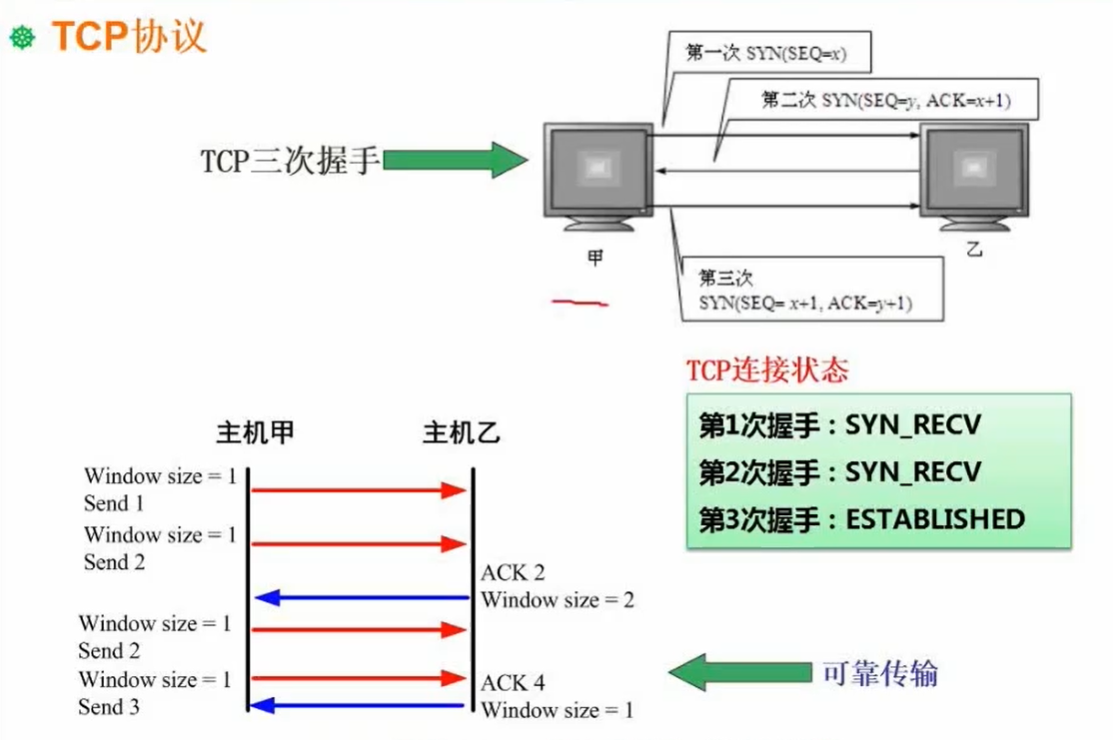 TCP协议
第一次 SYN(SEQ=x)
第二次 SYN(SEQ=y, ACK=x+1)
TCP三次握手
甲
乙
第三次
SYN(SEQ= x+1, ACK=y+1)
TCP连接状态
第1次握手：SYN_RECV
第2次握手：SYN_RECV
第3次握手：ESTABLISHED
主机甲
主机乙
Window size = 1
Send 1
Window size = 1
Send 2
ACK 2
Window size = 2
Window size = 1
Send 2
Window size = 1
Send 3
ACK 4
Window size = 1
可靠传输